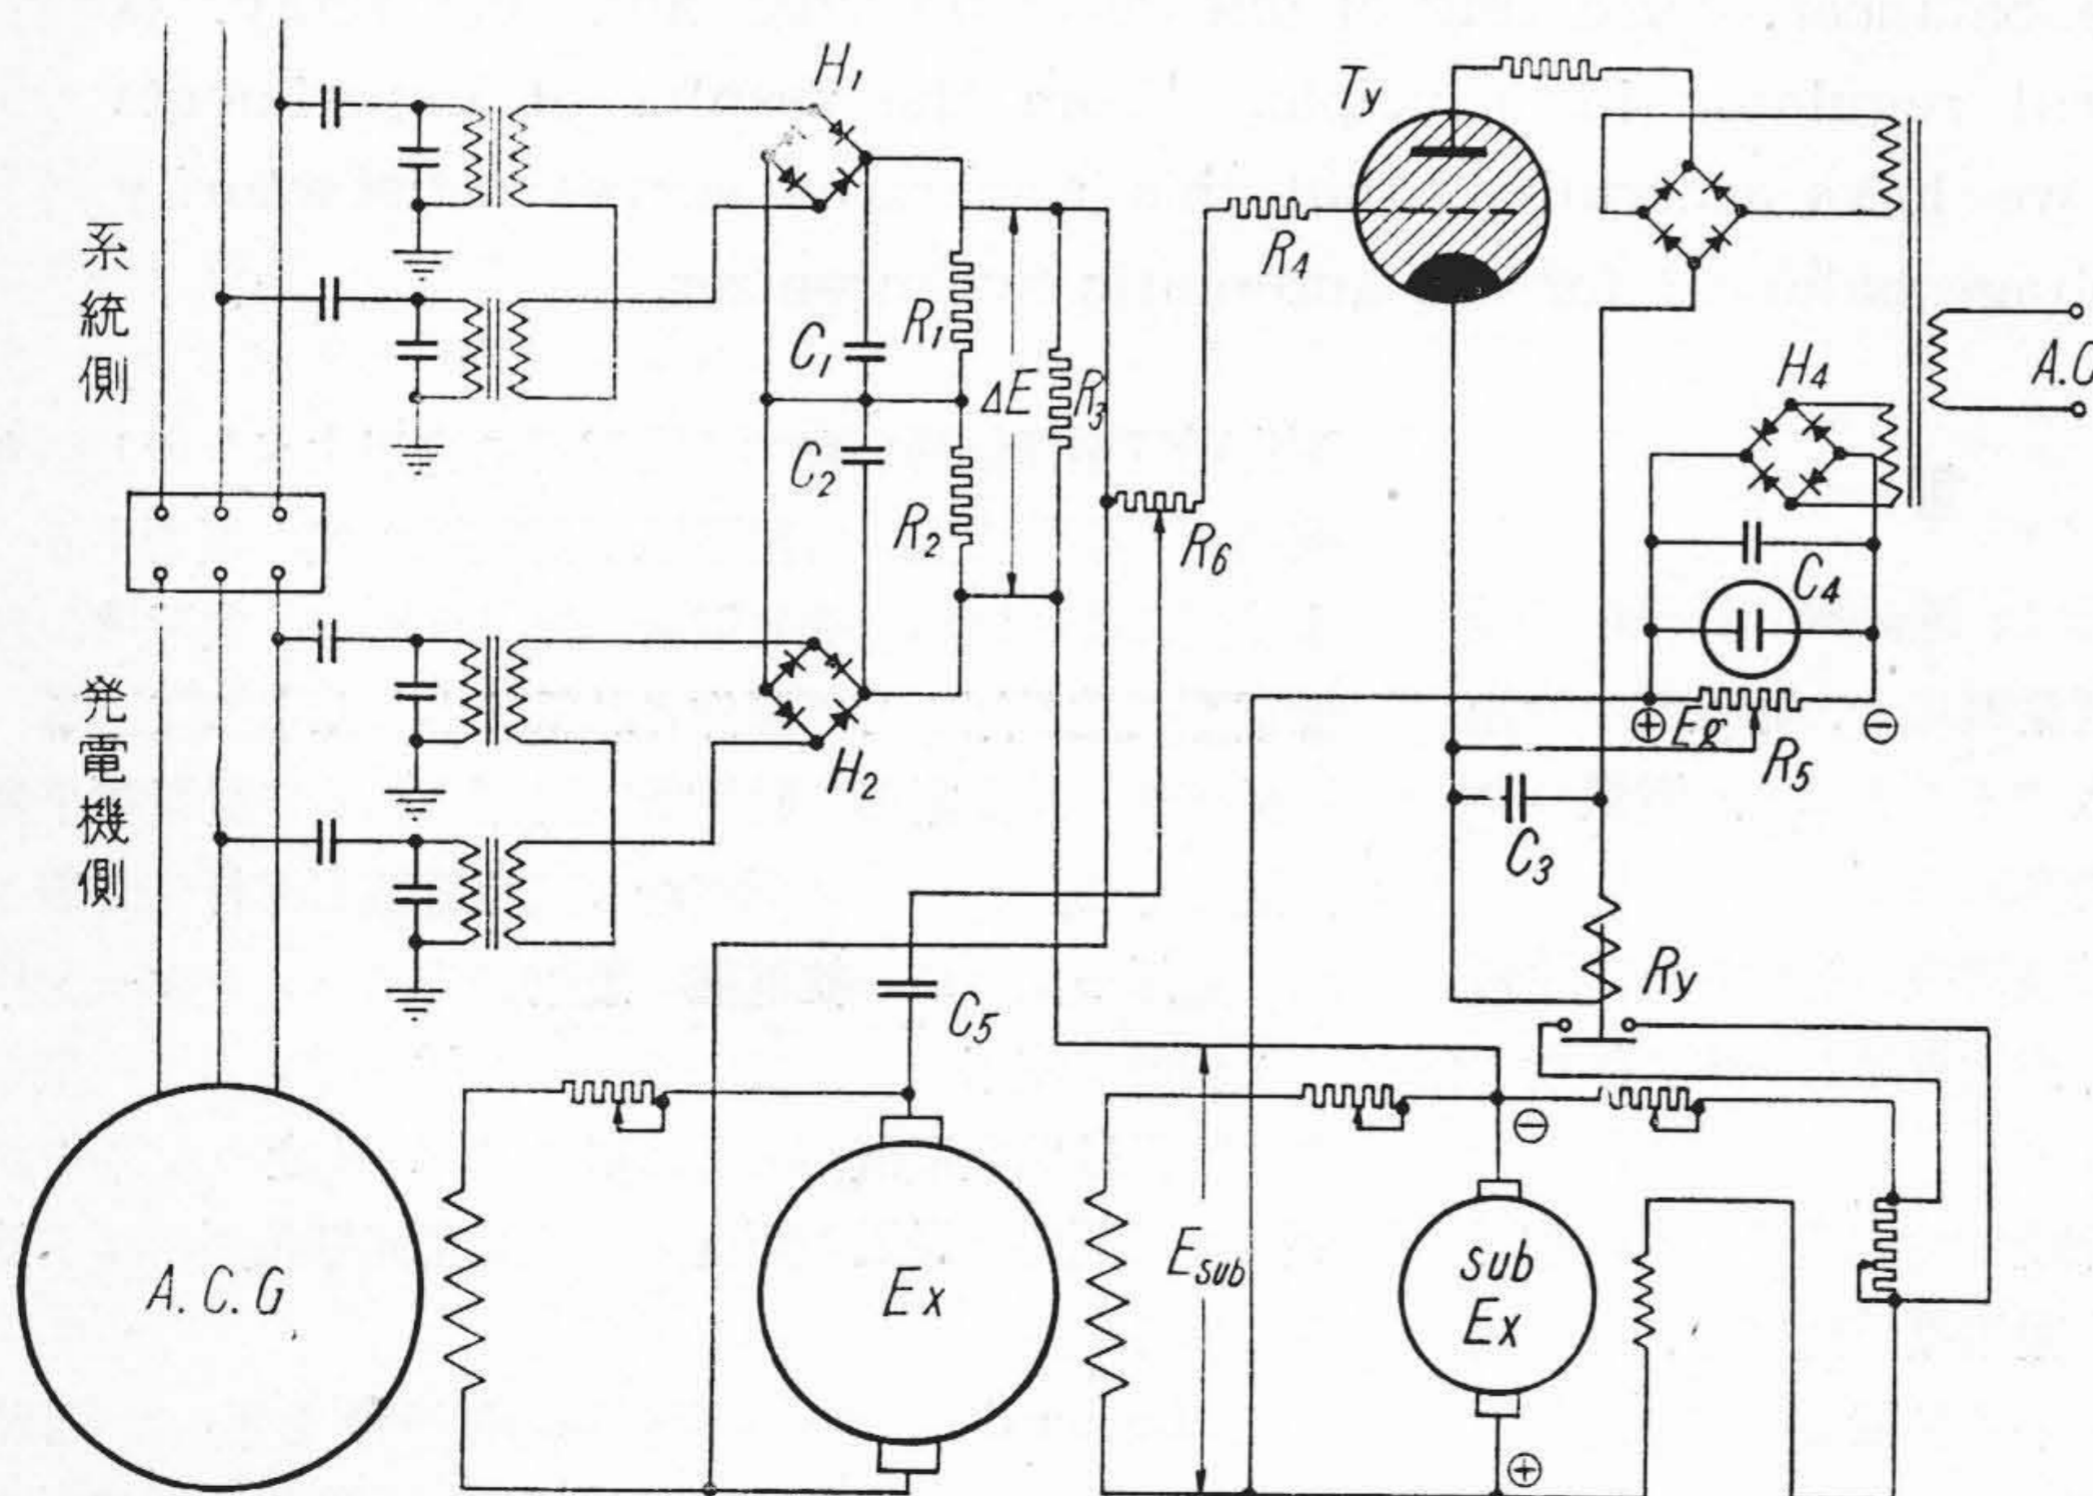 系統側
発電機側
H1
C1
R1
C2
R2
ΔE
R3
H2
R4
Ty
R6
H4
A.C
C4
⊕
Eg
R5
⊖
C3
Ry
C5
A.C.G
Ex
Esub
⊖
sub
Ex
⊕